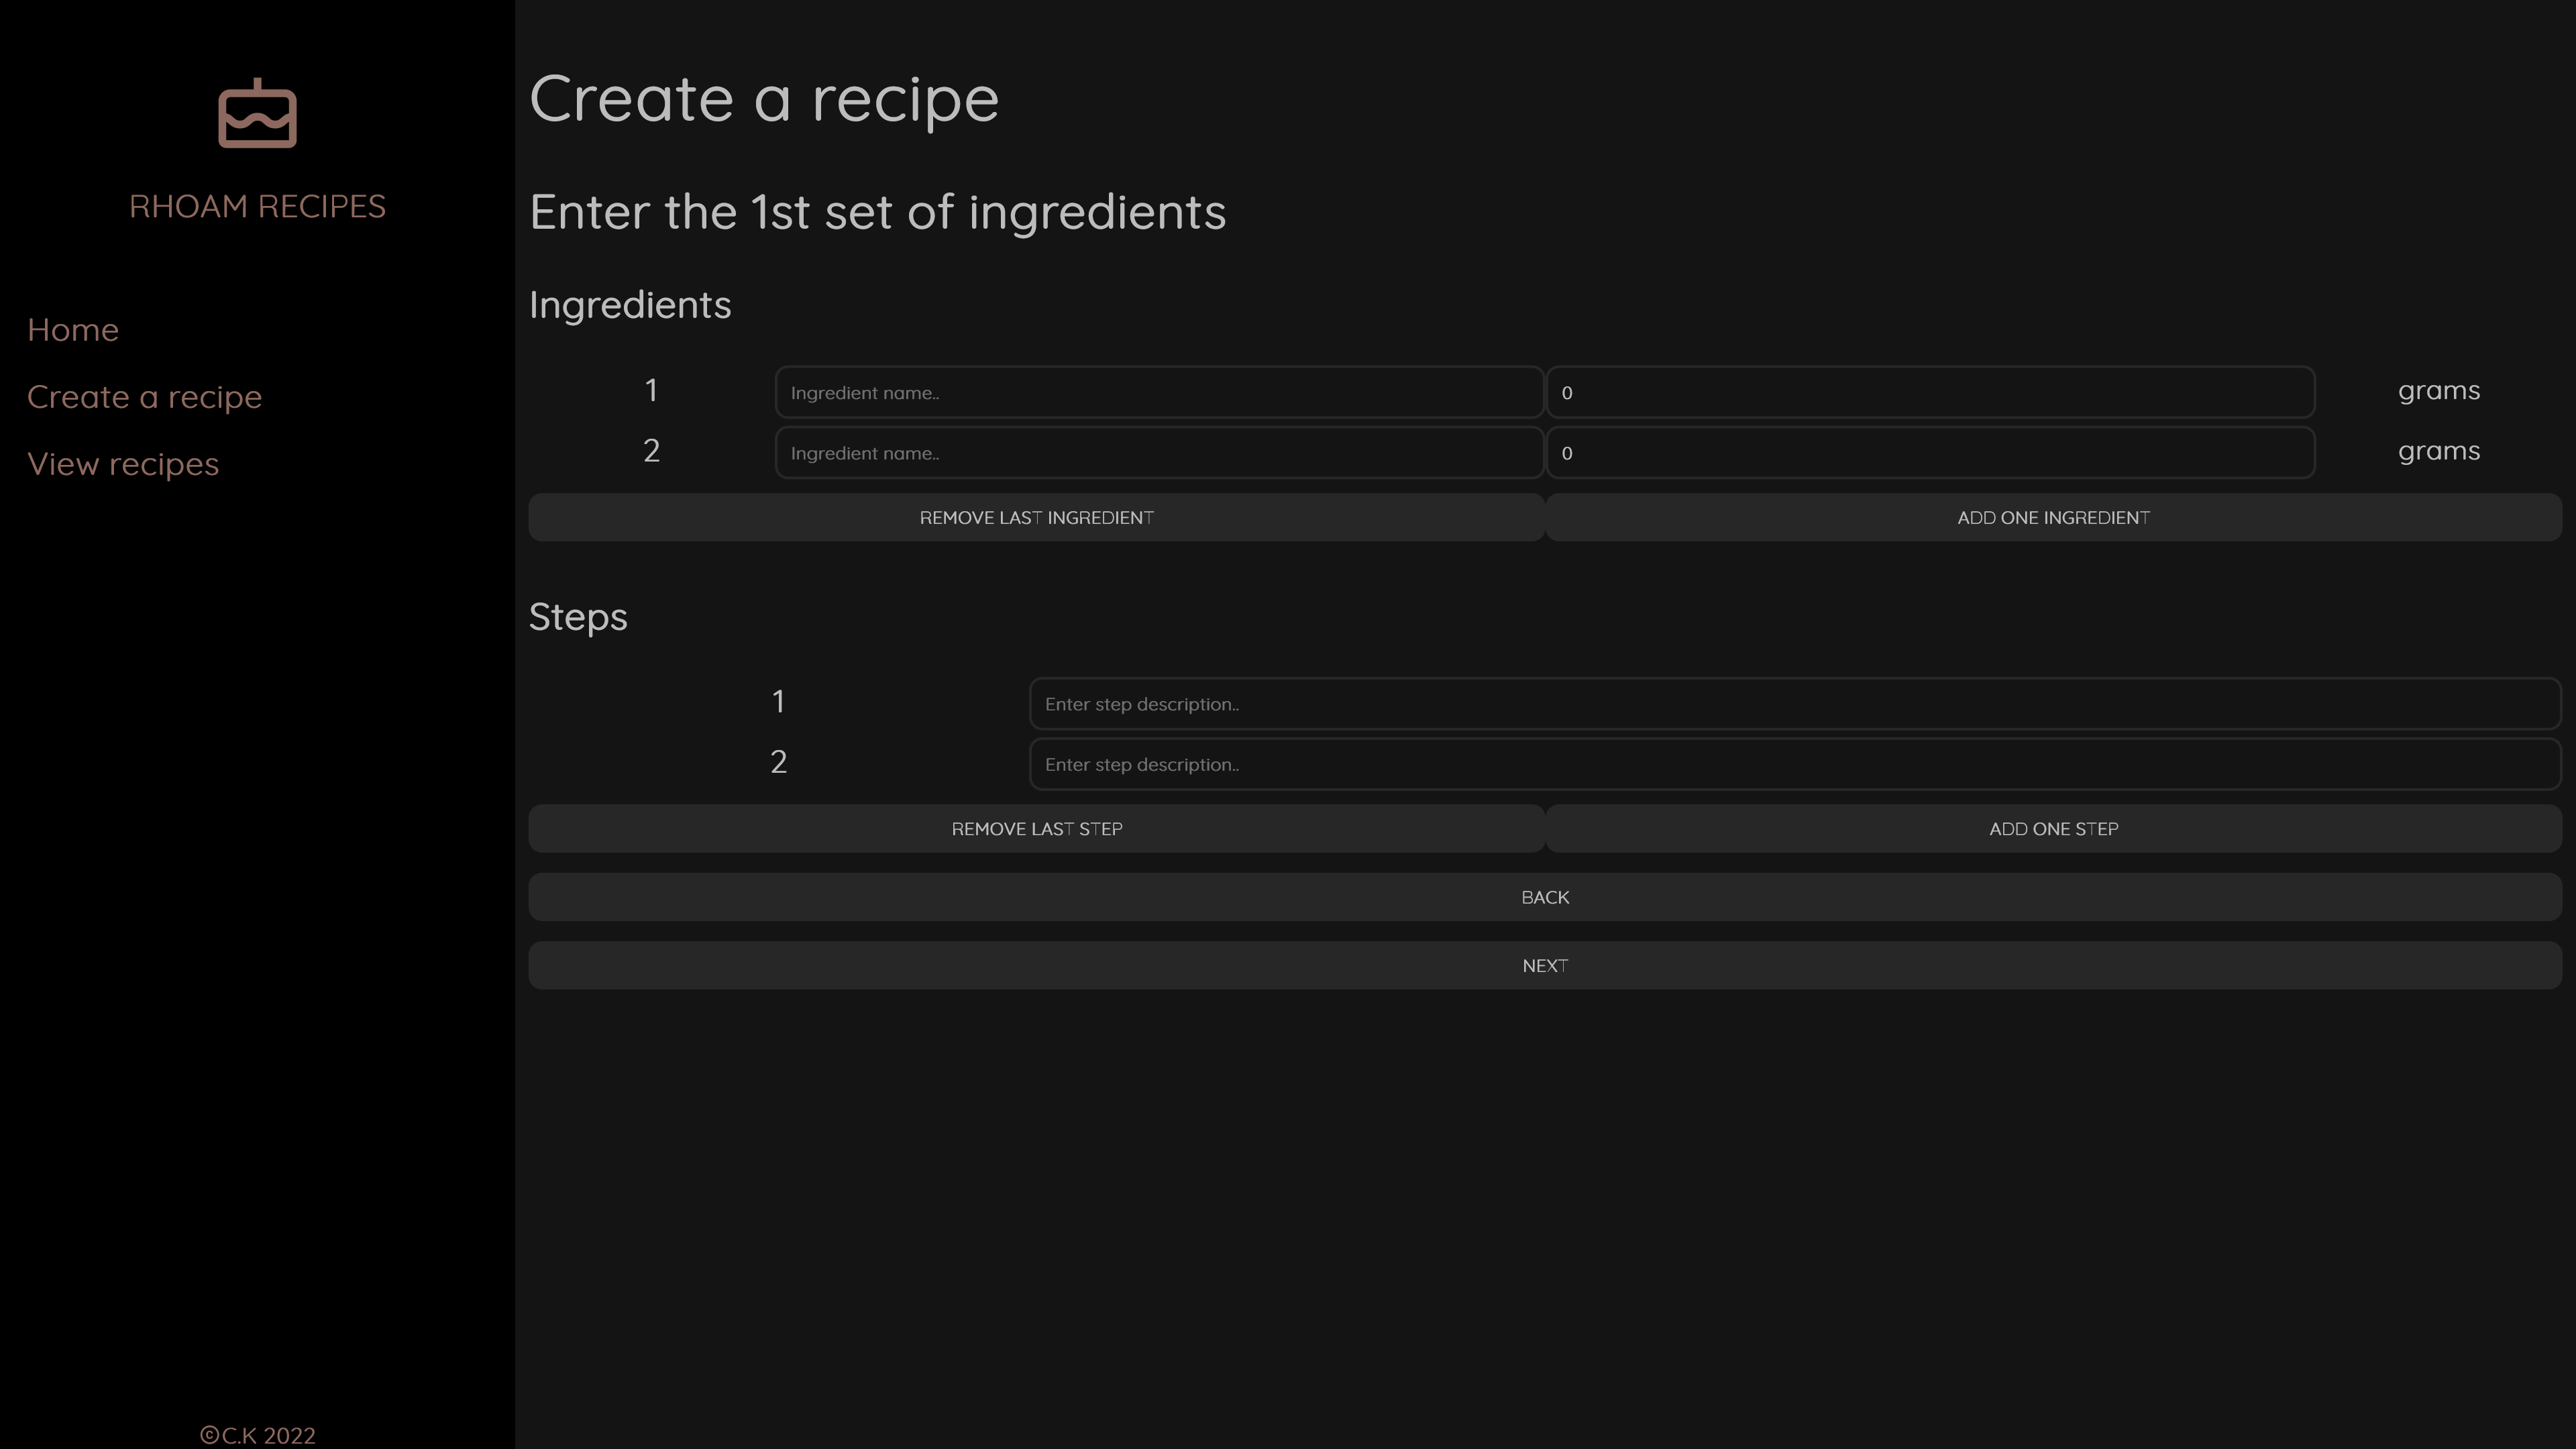 RHOAM RECIPES
Home
Create a recipe
View recipes
©C.K 2022
Create a recipe
Enter the 1st set of ingredients
Ingredients
1 Ingredient name.. 0 grams
2 Ingredient name.. 0 grams
REMOVE LAST INGREDIENT ADD ONE INGREDIENT
Steps
1 Enter step description..
2 Enter step description..
REMOVE LAST STEP ADD ONE STEP
BACK
NEXT